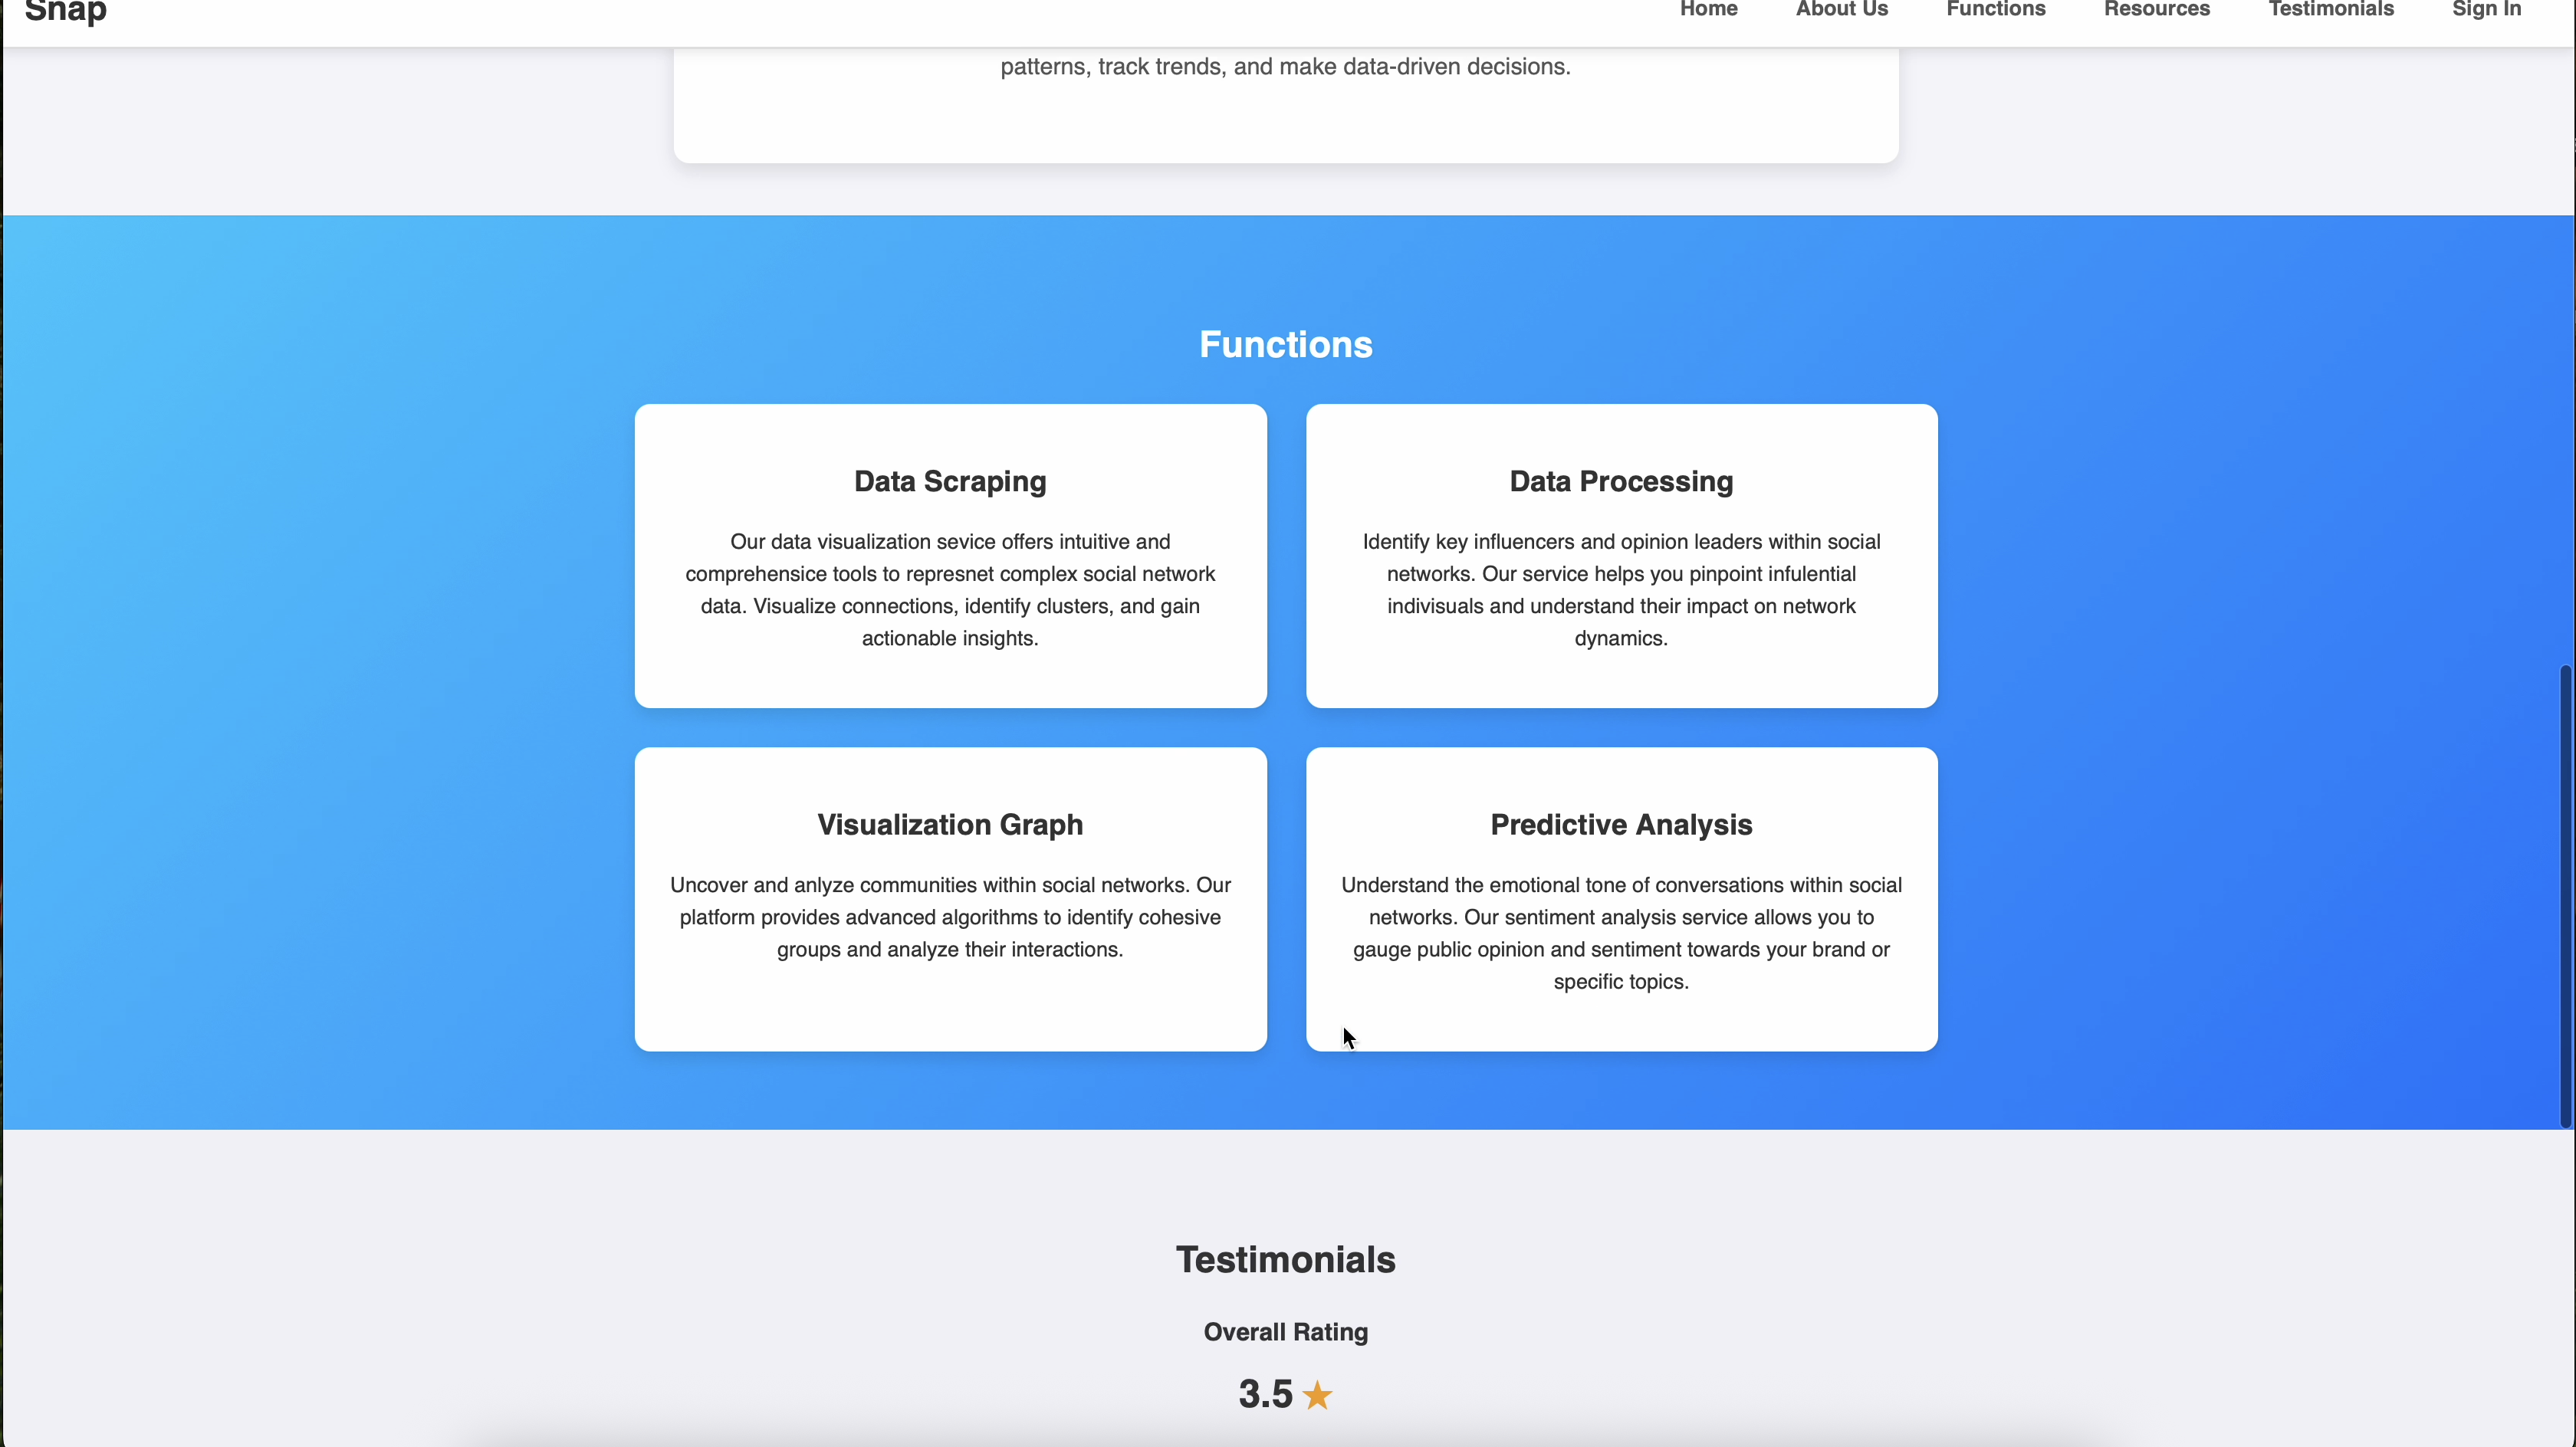 Snap
Home
About Us
Functions
Resources
Testimonials
Sign In
patterns, track trends, and make data-driven decisions.
Functions
Data Scraping
Our data visualization sevice offers intuitive and
comprehensice tools to represnet complex social network
data. Visualize connections, identify clusters, and gain
actionable insights.
Data Processing
Identify key influencers and opinion leaders within social
networks. Our service helps you pinpoint infulential
indivisuals and understand their impact on network
dynamics.
Visualization Graph
Uncover and anlyze communities within social networks. Our
platform provides advanced algorithms to identify cohesive
groups and analyze their interactions.
Predictive Analysis
Understand the emotional tone of conversations within social
networks. Our sentiment analysis service allows you to
gauge public opinion and sentiment towards your brand or
specific topics.
Testimonials
Overall Rating
3.5 ★